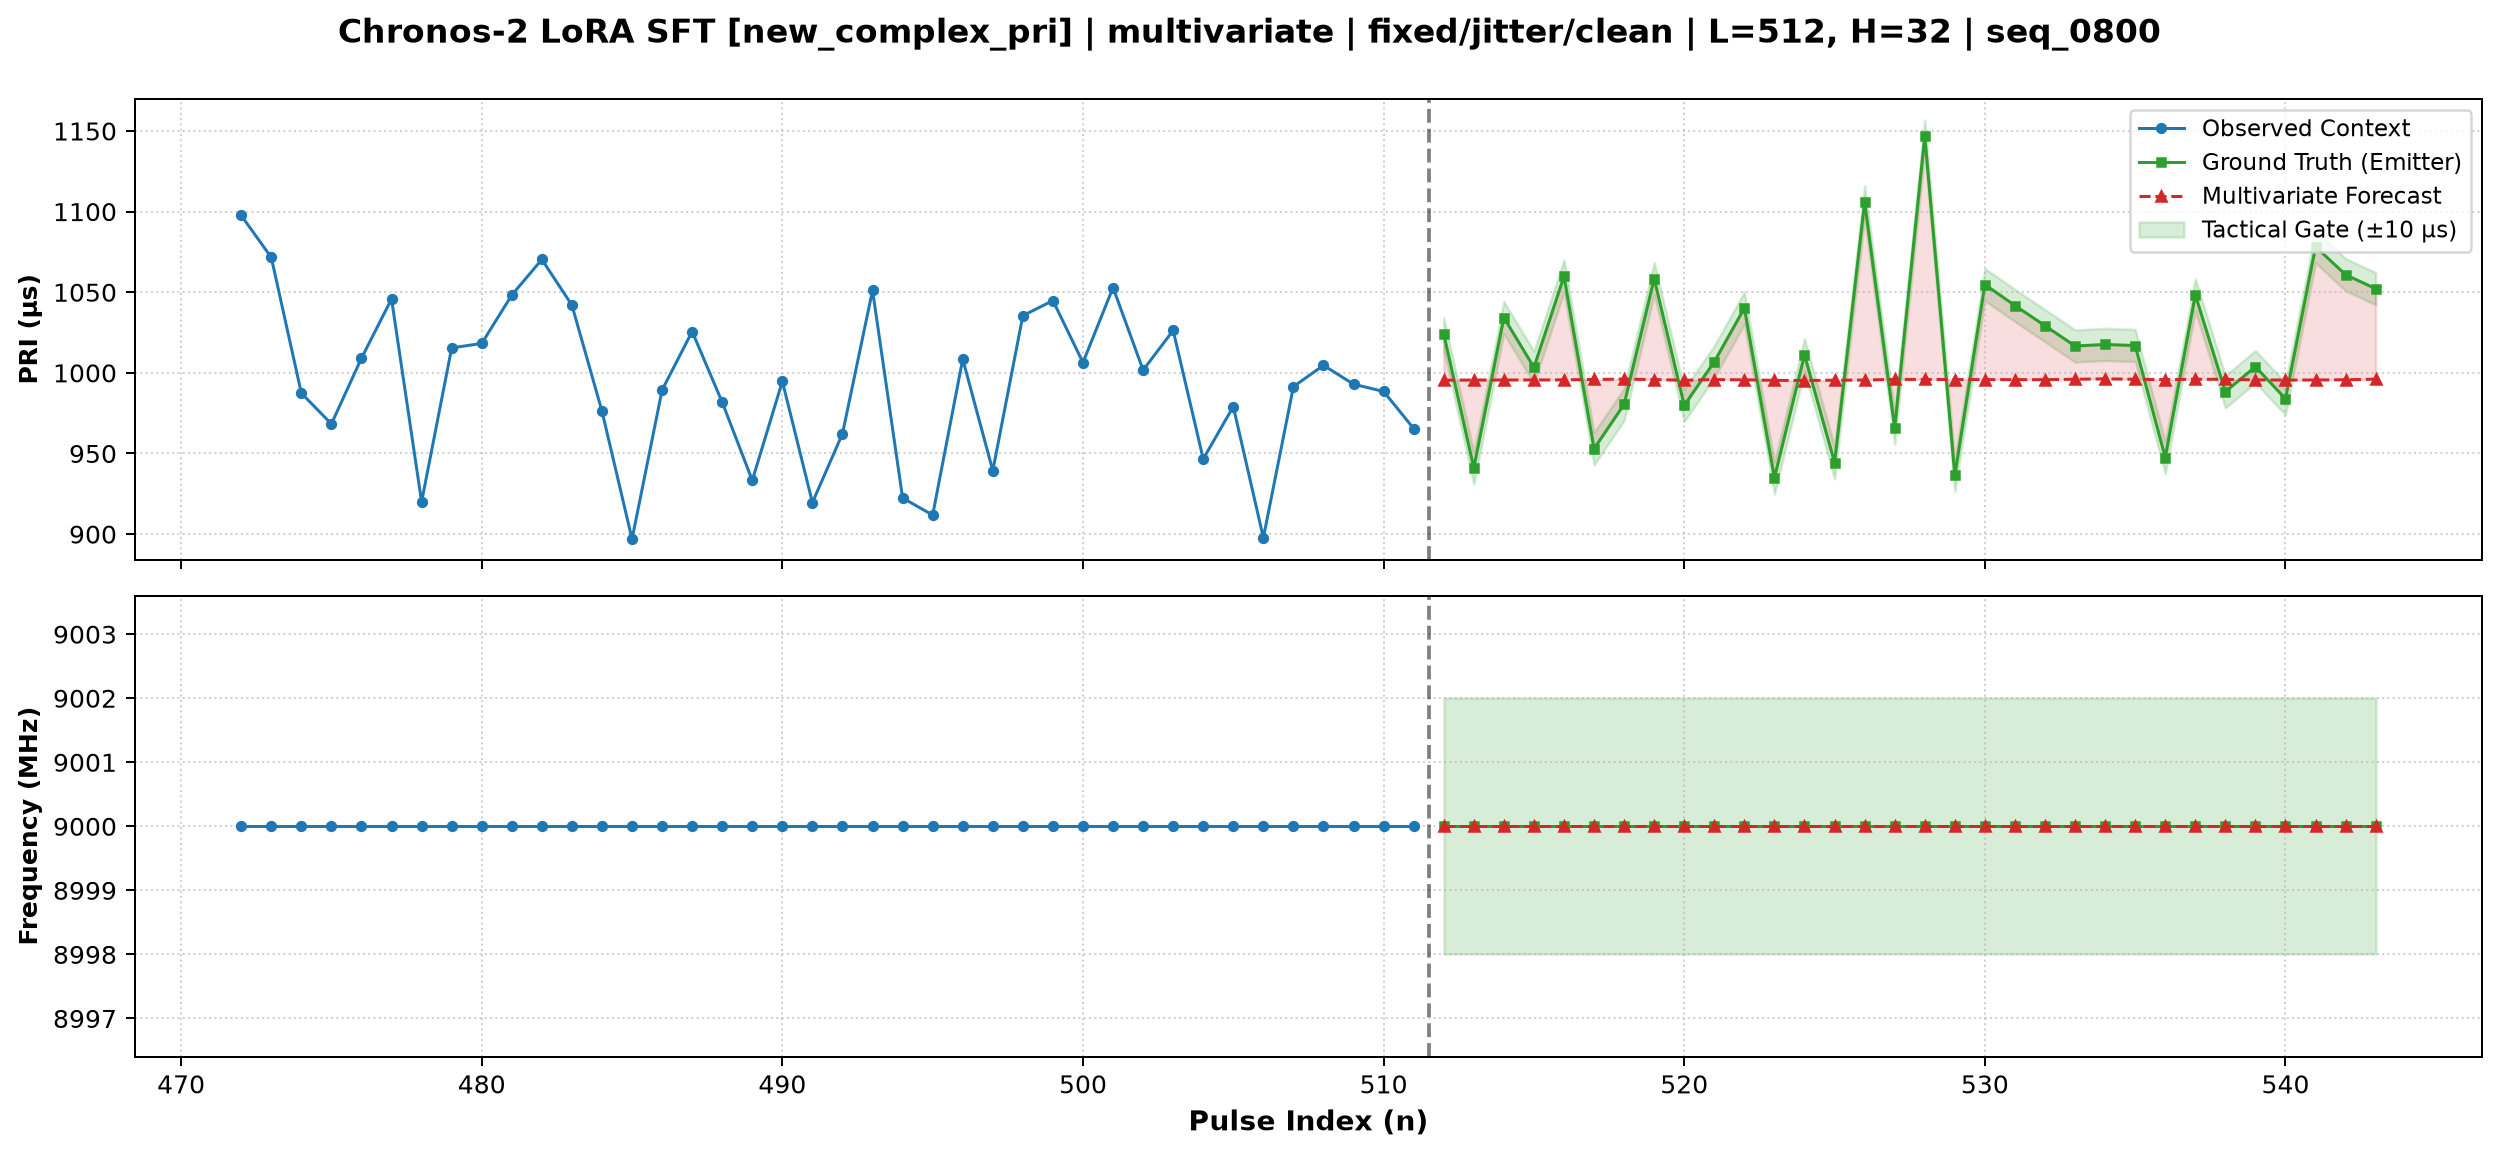 Chronos-2 LoRA SFT [new_complex_pri] | multivariate | fixed/jitter/clean | L=512, H=32 | seq_0800
PRI (µs)
1150
1100
1050
1000
950
900
Observed Context
Ground Truth (Emitter)
Multivariate Forecast
Tactical Gate (±10 µs)
Frequency (MHz)
9003
9002
9001
9000
8999
8998
8997
470 480 490 500 510 520 530 540
Pulse Index (n)